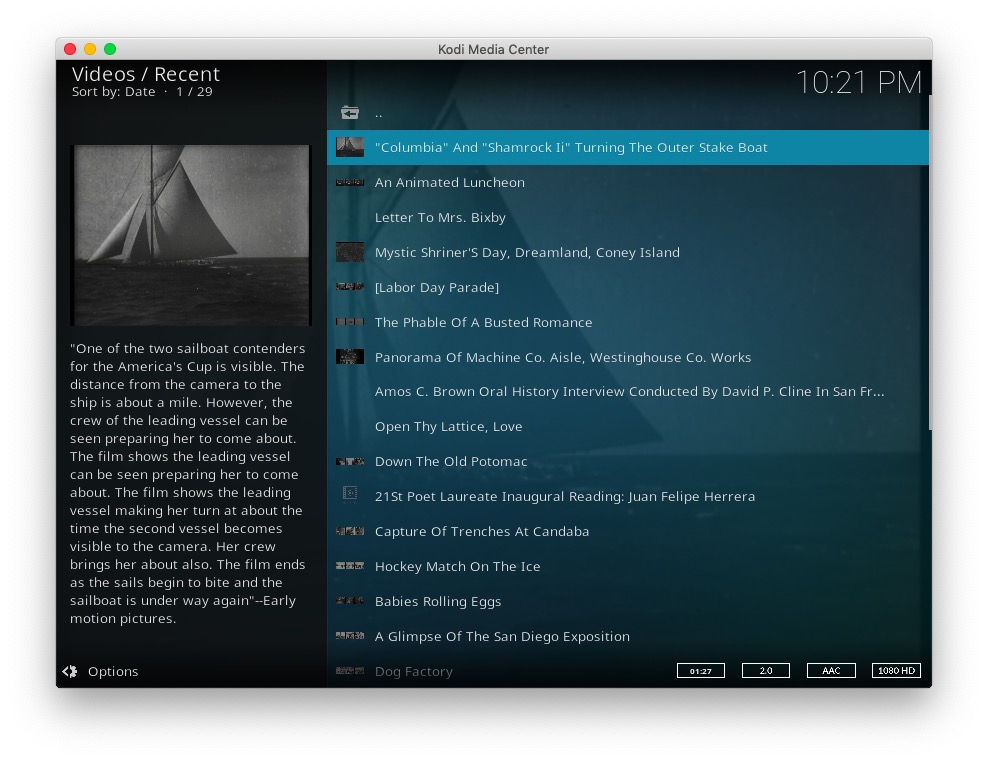 Kodi Media Center
Videos / Recent
Sort by: Date · 1 / 29
10:21 PM
"One of the two sailboat contenders
for the America's Cup is visible. The
distance from the camera to the
ship is about a mile. However, the
crew of the leading vessel can be
seen preparing her to come about.
The film shows the leading vessel
can be seen preparing her to come
about. The film shows the leading
vessel making her turn at about the
time the second vessel becomes
visible to the camera. Her crew
brings her about also. The film ends
as the sails begin to bite and the
sailboat is under way again"--Early
motion pictures.
Options
..
"Columbia" And "Shamrock Ii" Turning The Outer Stake Boat
An Animated Luncheon
Letter To Mrs. Bixby
Mystic Shriner'S Day, Dreamland, Coney Island
[Labor Day Parade]
The Phable Of A Busted Romance
Panorama Of Machine Co. Aisle, Westinghouse Co. Works
Amos C. Brown Oral History Interview Conducted By David P. Cline In San Fr...
Open Thy Lattice, Love
Down The Old Potomac
21St Poet Laureate Inaugural Reading: Juan Felipe Herrera
Capture Of Trenches At Candaba
Hockey Match On The Ice
Babies Rolling Eggs
A Glimpse Of The San Diego Exposition
Dog Factory
01:27
2.0
AAC
1080 HD